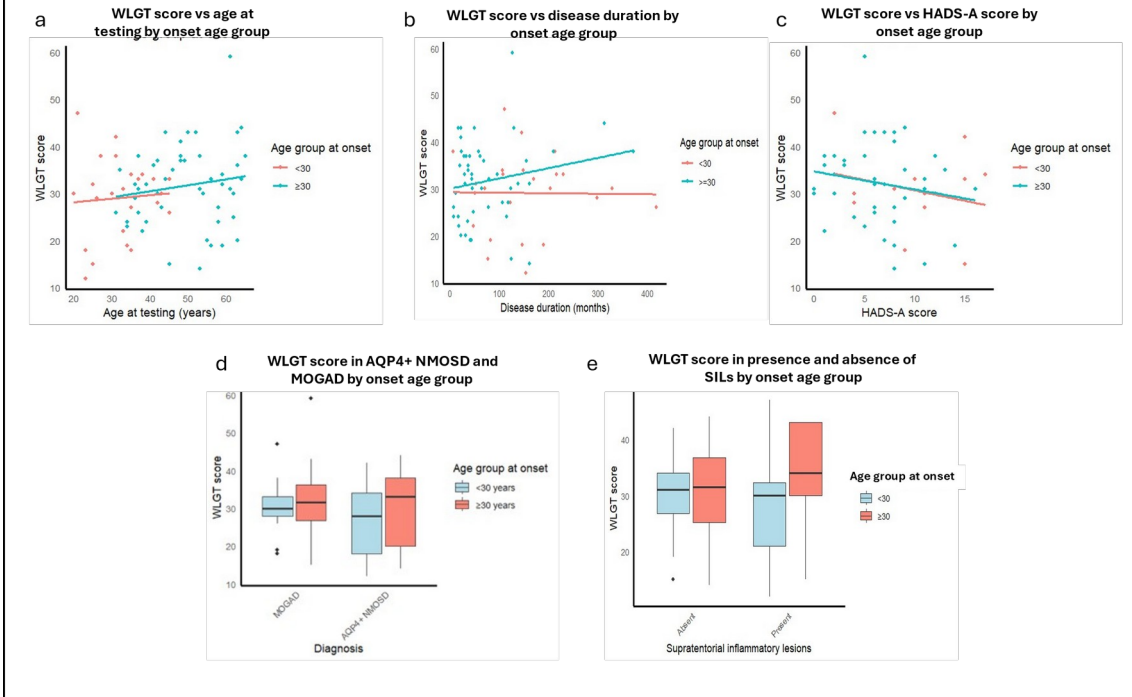 a
WLGT score vs age at
testing by onset age group
60
50
40
30
20
10
WLGT score
20 30 40 50 60
Age at testing (years)
Age group at onset
<30
≥30
b
WLGT score vs disease duration by
onset age group
60
50
40
30
20
10
WLGT score
0 100 200 300 400
Disease duration (months)
Age group at onset
<30
>=30
c
WLGT score vs HADS-A score by
onset age group
60
50
40
30
20
10
WLGT score
0 5 10 15
HADS-A score
Age group at onset
<30
≥30
d
WLGT score in AQP4+ NMOSD and
MOGAD by onset age group
60
50
40
30
20
10
WLGT score
MOGAD
AQP4+ NMOSD
Diagnosis
Age group at onset
<30 years
≥30 years
e
WLGT score in presence and absence of
SILs by onset age group
40
30
20
WLGT score
Absent
Present
Supratentorial inflammatory lesions
Age group at onset
<30
≥30